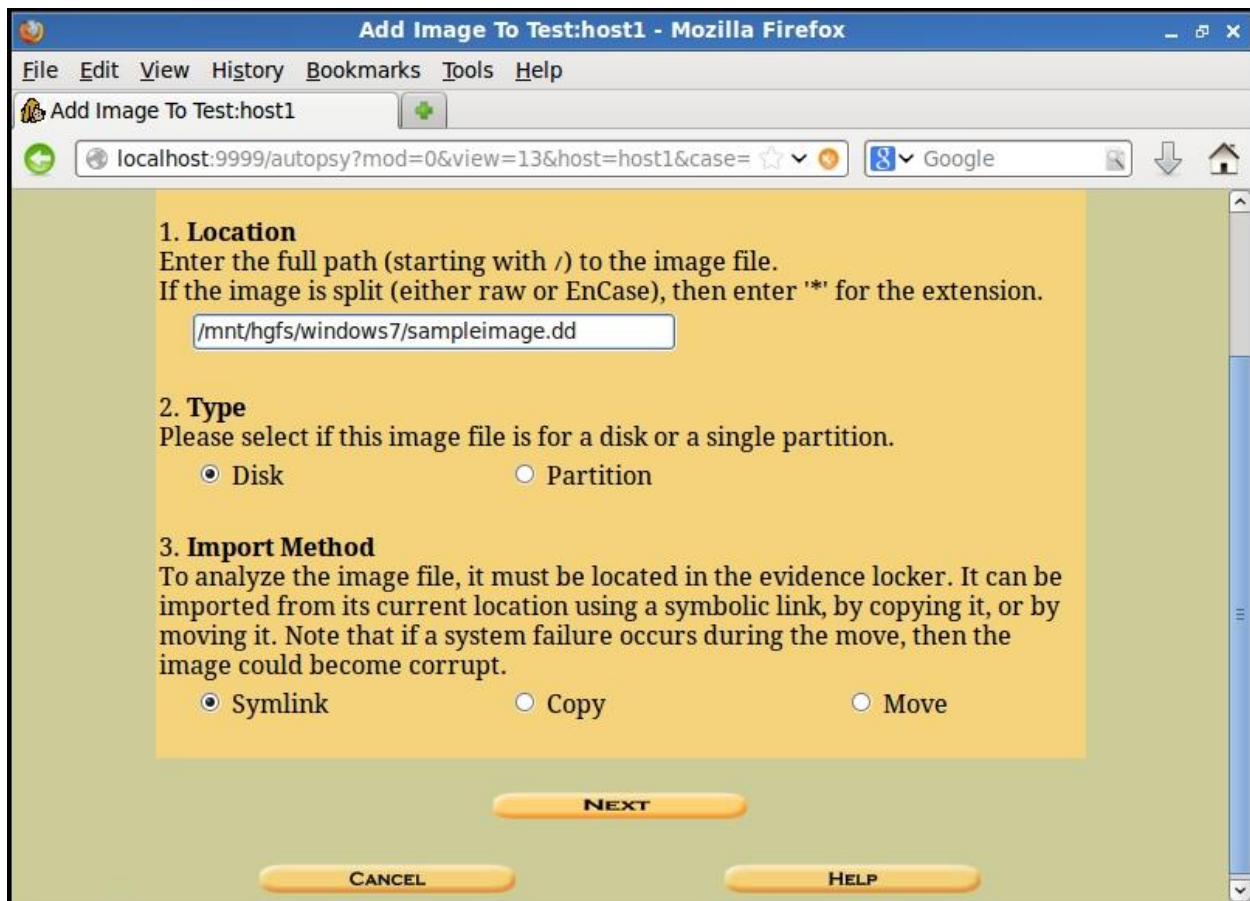 Add Image To Test:host1 - Mozilla Firefox
File Edit View History Bookmarks Tools Help
Add Image To Test:host1
localhost:9999/autopsy?mod=0&view=13&host=host1&case=
8 Google
1. Location
Enter the full path (starting with /) to the image file.
If the image is split (either raw or EnCase), then enter '*' for the extension.
/mnt/hgfs/windows7/sampleimage.dd
2. Type
Please select if this image file is for a disk or a single partition.
Disk Partition
3. Import Method
To analyze the image file, it must be located in the evidence locker. It can be
imported from its current location using a symbolic link, by copying it, or by
moving it. Note that if a system failure occurs during the move, then the
image could become corrupt.
Symlink Copy Move
NEXT
CANCEL HELP